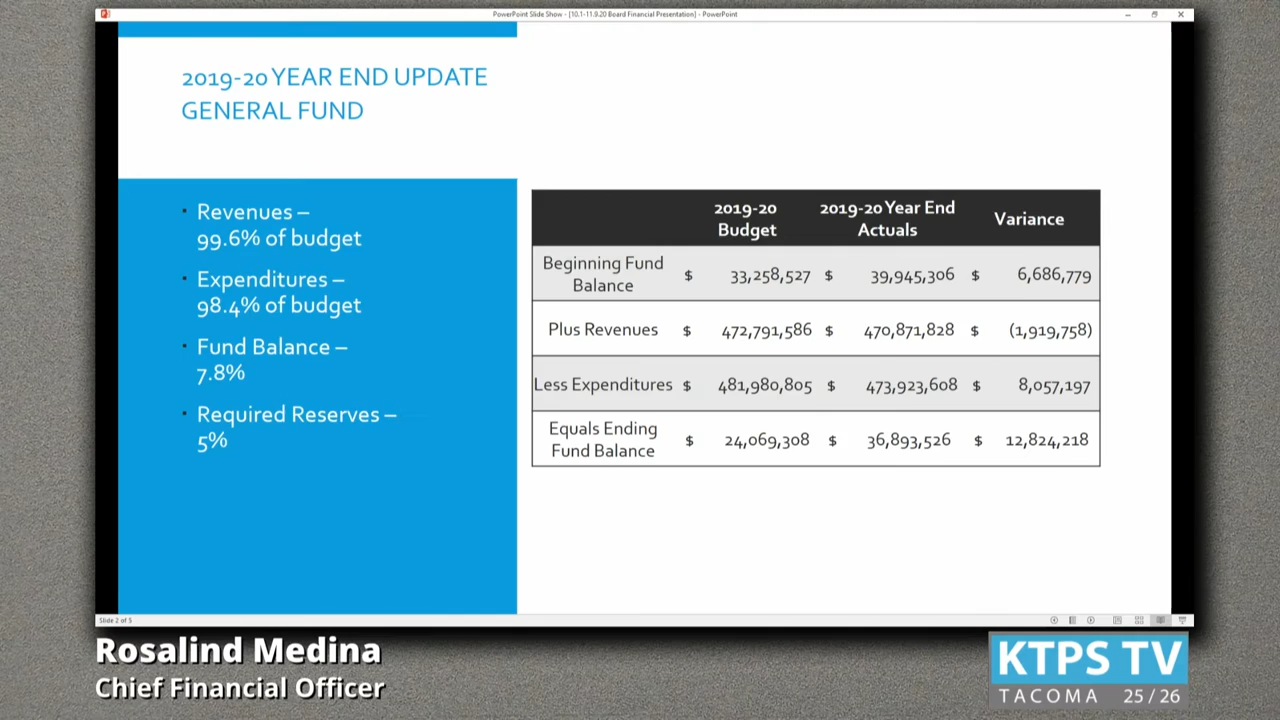 PowerPoint Slide Show - [10.1-11.9.20 Board Financial Presentation] - PowerPoint
2019-20 YEAR END UPDATE
GENERAL FUND
▪ Revenues –
99.6% of budget
▪ Expenditures –
98.4% of budget
▪ Fund Balance –
7.8%
▪ Required Reserves –
5%
2019-20 Budget 2019-20 Year End Actuals Variance
Beginning Fund Balance $ 33,258,527 $ 39,945,306 $ 6,686,779
Plus Revenues $ 472,791,586 $ 470,871,828 $ (1,919,758)
Less Expenditures $ 481,980,805 $ 473,923,608 $ 8,057,197
Equals Ending Fund Balance $ 24,069,308 $ 36,893,526 $ 12,824,218
Slide 2 of 5
Rosalind Medina
Chief Financial Officer
KTPS TV
TACOMA 25/26